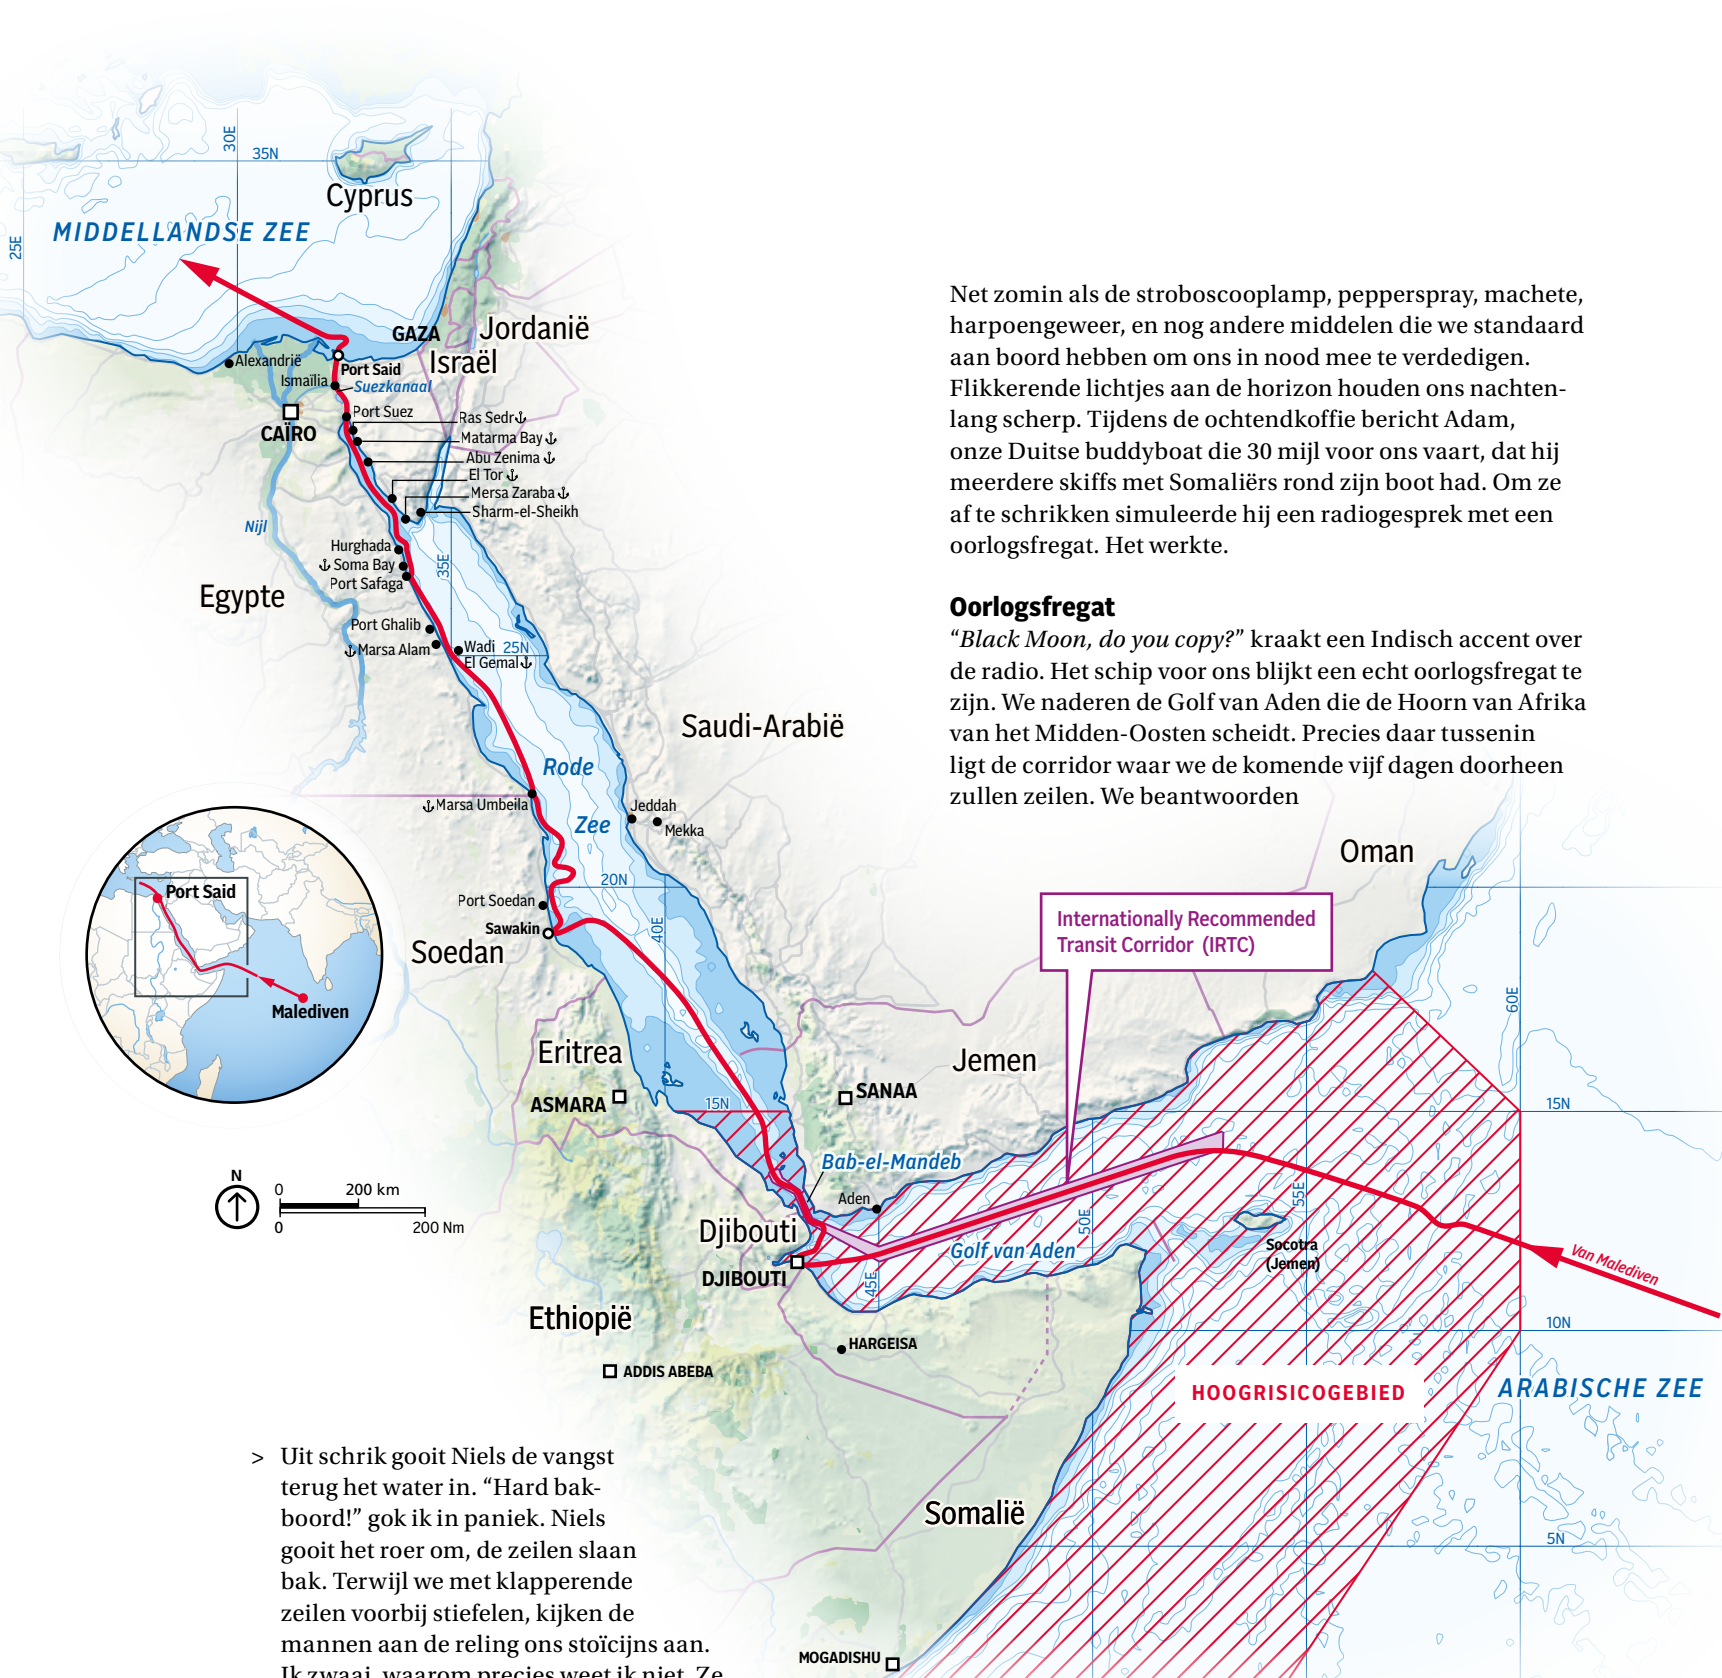 30E
35N
Cyprus
MIDDELLANDSE ZEE
25E
GAZA
Jordanië
Israël
Alexandrië
Port Said
Ismaïlia
Suezkanaal
Port Suez
CAÏRO
Ras Sedr
Matarma Bay
Abu Zenima
El Tor
Mersa Zaraba
Sharm-el-Sheikh
Nijl
Hurghada
Soma Bay
Port Safaga
35E
Egypte
Port Ghalib
Marsa Alam
Wadi
El Gemal
25N
Saudi-Arabië
Rode
Zee
Marsa Umbeila
Jeddah
Mekka
20N
Port Soedan
Sawakin
40E
Soedan
Port Said
Malediven
Eritrea
ASMARA
15N
SANAA
Jemen
Oman
Internationally Recommended
Transit Corridor (IRTC)
60E
15N
Bab-el-Mandeb
Aden
Djibouti
DJIBOUTI
45E
Golf van Aden
50E
55E
Socotra
(Jemen)
Van Malediven
N
0
200 km
0
200 Nm
Ethiopië
HARGEISA
ADDIS ABEBA
10N
HOOGRISICOGEBIED
ARABISCHE ZEE
Somalië
5N
MOGADISHU
Net zomin als de stroboscooplamp, pepperspray, machete,
harpoengeweer, en nog andere middelen die we standaard
aan boord hebben om ons in nood mee te verdedigen.
Flikkerende lichtjes aan de horizon houden ons nachten-
lang scherp. Tijdens de ochtendkoffie bericht Adam,
onze Duitse buddyboat die 30 mijl voor ons vaart, dat hij
meerdere skiffs met Somaliërs rond zijn boot had. Om ze
af te schrikken simuleerde hij een radiogesprek met een
oorlogsfregat. Het werkte.
Oorlogsfregat
“Black Moon, do you copy?” kraakt een Indisch accent over
de radio. Het schip voor ons blijkt een echt oorlogsfregat te
zijn. We naderen de Golf van Aden die de Hoorn van Afrika
van het Midden-Oosten scheidt. Precies daar tussenin
ligt de corridor waar we de komende vijf dagen doorheen
zullen zeilen. We beantwoorden
> Uit schrik gooit Niels de vangst
terug het water in. “Hard bak-
boord!” gok ik in paniek. Niels
gooit het roer om, de zeilen slaan
bak. Terwijl we met klapperende
zeilen voorbij stiefelen, kijken de
mannen aan de reling ons stoïcijns aan.
Ik zwaai, waarom precies weet ik niet. Ze